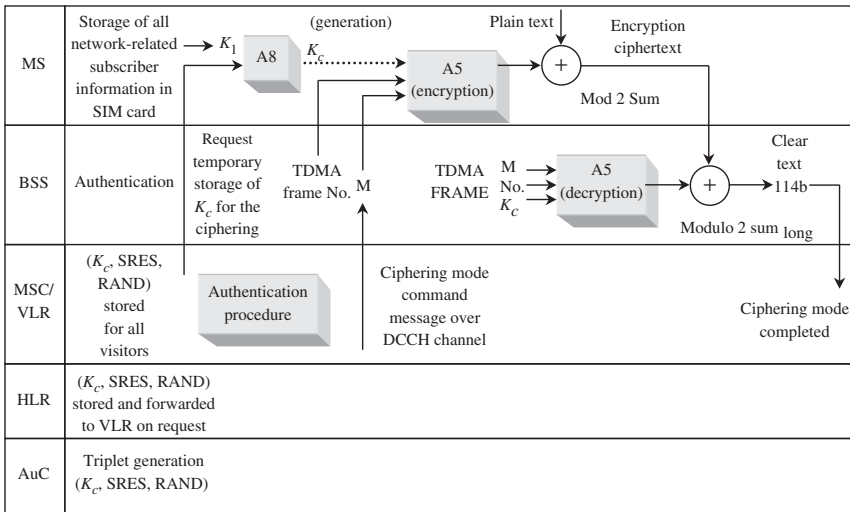 MS
Storage of all
network-related
subscriber
information in
SIM card
K1
A8
(generation)
Kc
A5
(encryption)
Plain text
+
Encryption
ciphertext
Mod 2 Sum
BSS
Authentication
Request
temporary
storage of
Kc for the
ciphering
TDMA
frame No.
M
TDMA
FRAME
M
No.
Kc
A5
(decryption)
+
Modulo 2 sum
Clear
text
114b
long
MSC/
VLR
(Kc, SRES,
RAND)
stored
for all
visitors
Authentication
procedure
Ciphering mode
command
message over
DCCH channel
Ciphering mode
completed
HLR
(Kc, SRES, RAND)
stored and forwarded
to VLR on request
AuC
Triplet generation
(Kc, SRES, RAND)